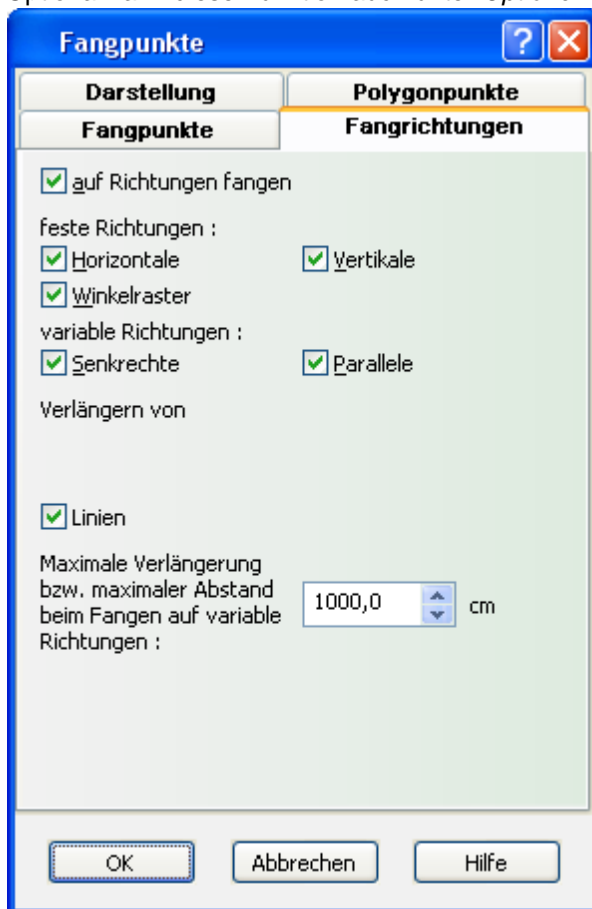 Fangpunkte
Darstellung Polygonpunkte
Fangpunkte Fangrichtungen
auf Richtungen fangen
feste Richtungen :
Horizontale Vertikale
Winkelraster
variable Richtungen :
Senkrechte Parallele
Verlängern von
Linien
Maximale Verlängerung
bzw. maximaler Abstand
beim Fangen auf variable
Richtungen :
1000,0 cm
OK Abbrechen Hilfe